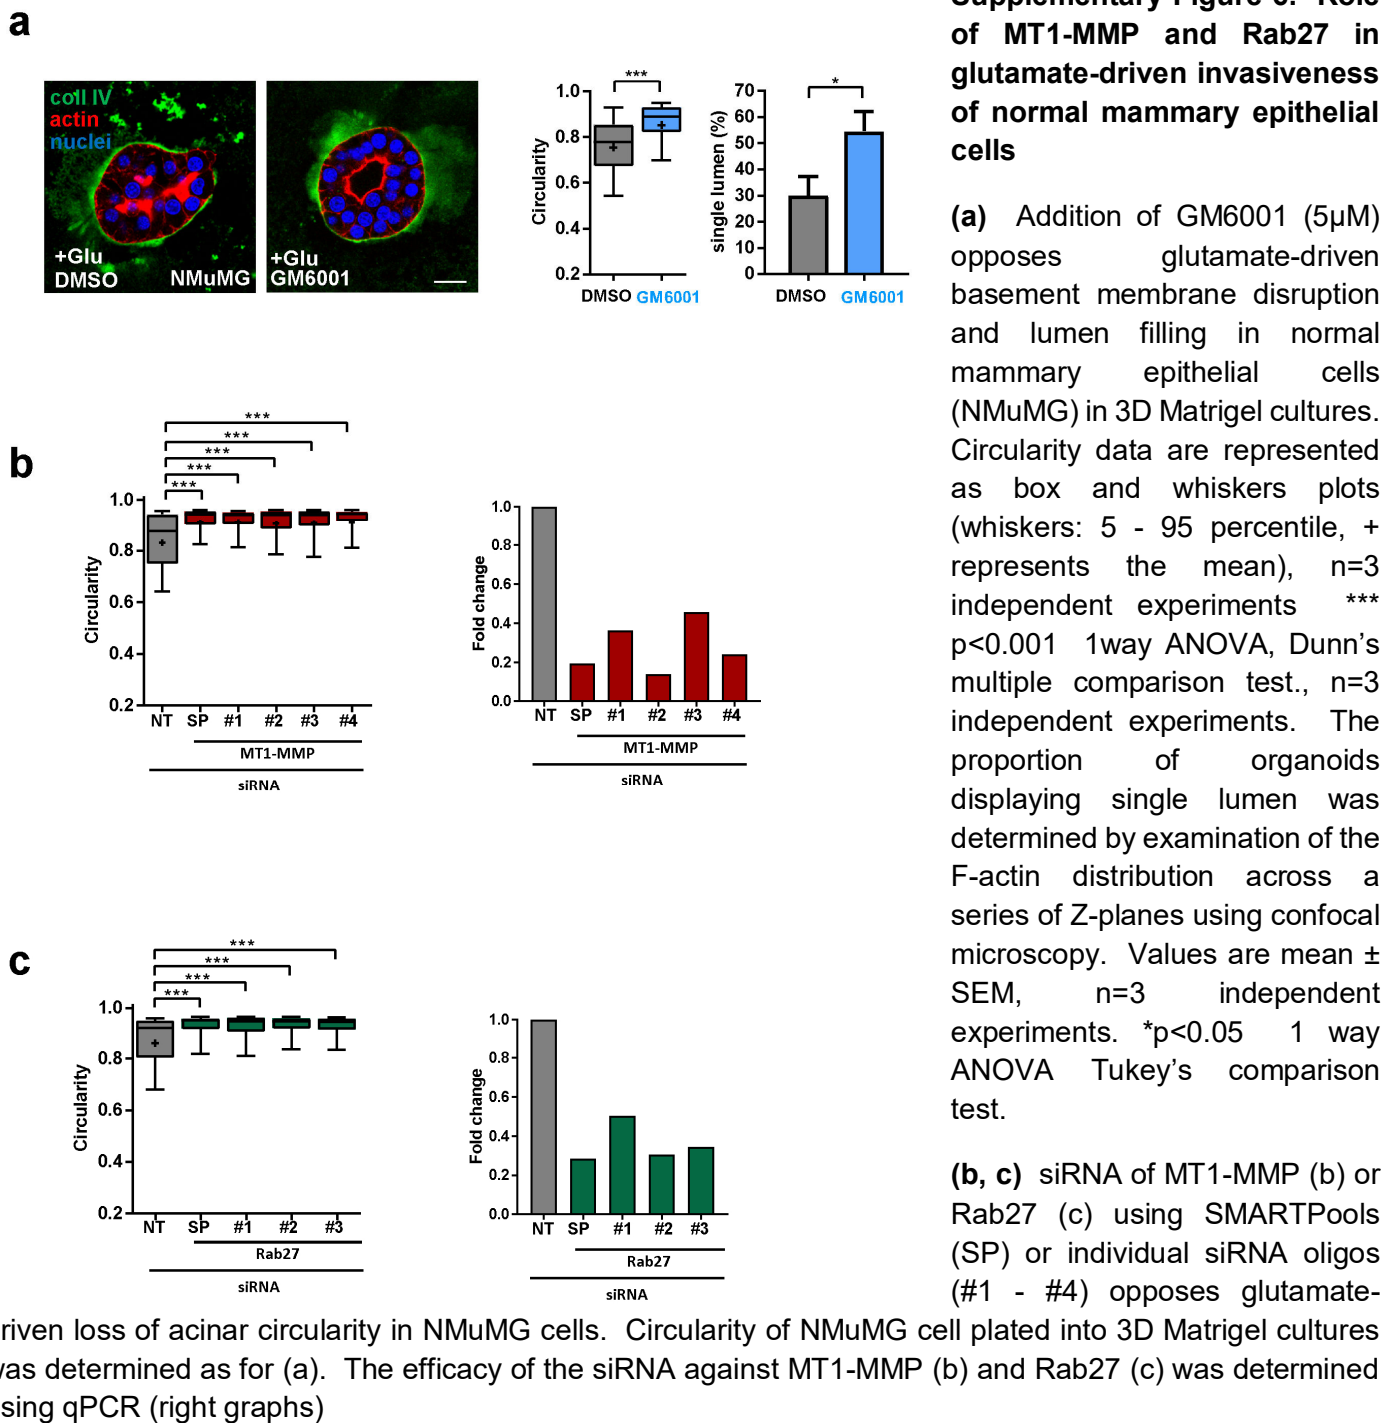 a
coll IV
actin
nuclei
+Glu
DMSO
NMuMG
+Glu
GM6001
***
1.0
0.8
0.6
0.4
0.2
Circularity
DMSO GM6001
*
70
60
50
40
30
20
10
0
single lumen (%)
DMSO GM6001
b
***
***
***
***
***
1.0
0.8
0.6
0.4
0.2
Circularity
NT SP #1 #2 #3 #4
MT1-MMP
siRNA
1.0
0.8
0.6
0.4
0.2
0.0
Fold change
NT SP #1 #2 #3 #4
MT1-MMP
siRNA
c
***
***
***
***
1.0
0.8
0.6
0.4
0.2
Circularity
NT SP #1 #2 #3
Rab27
siRNA
1.0
0.8
0.6
0.4
0.2
0.0
Fold change
NT SP #1 #2 #3
Rab27
siRNA
of MT1-MMP and Rab27 in
glutamate-driven invasiveness
of normal mammary epithelial
cells
(a) Addition of GM6001 (5µM)
opposes glutamate-driven
basement membrane disruption
and lumen filling in normal
mammary epithelial cells
(NMuMG) in 3D Matrigel cultures.
Circularity data are represented
as box and whiskers plots
(whiskers: 5 - 95 percentile, +
represents the mean), n=3
independent experiments ***
p<0.001 1way ANOVA, Dunn's
multiple comparison test., n=3
independent experiments. The
proportion of organoids
displaying single lumen was
determined by examination of the
F-actin distribution across a
series of Z-planes using confocal
microscopy. Values are mean ±
SEM, n=3 independent
experiments. *p<0.05 1 way
ANOVA Tukey's comparison
test.
(b, c) siRNA of MT1-MMP (b) or
Rab27 (c) using SMARTPools
(SP) or individual siRNA oligos
(#1 - #4) opposes glutamate-
riven loss of acinar circularity in NMuMG cells. Circularity of NMuMG cell plated into 3D Matrigel cultures
was determined as for (a). The efficacy of the siRNA against MT1-MMP (b) and Rab27 (c) was determined
sing qPCR (right graphs)